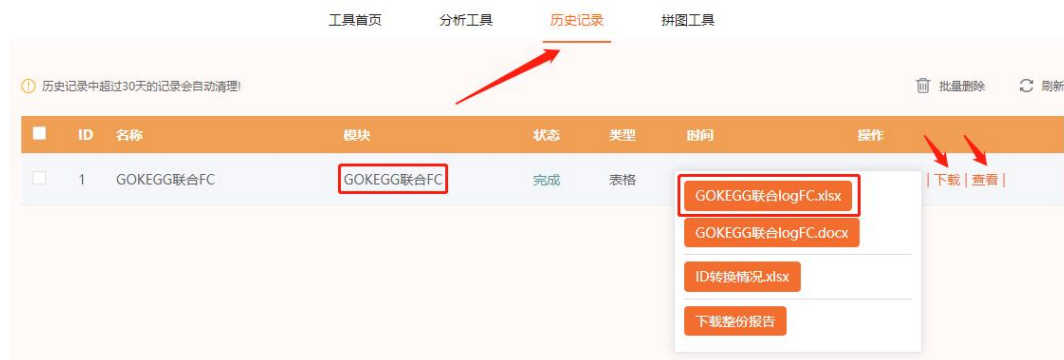 工具首页 分析工具 历史记录 拼图工具
历史记录中超过30天的记录会自动清理! 批量删除 刷新
ID 名称 模块 状态 类型 时间 操作
1 GOKEGG联合FC GOKEGG联合FC 完成 表格 | 下载 | 查看 |
GOKEGG联合logFC.xlsx
GOKEGG联合logFC.docx
ID转换情况.xlsx
下载整份报告